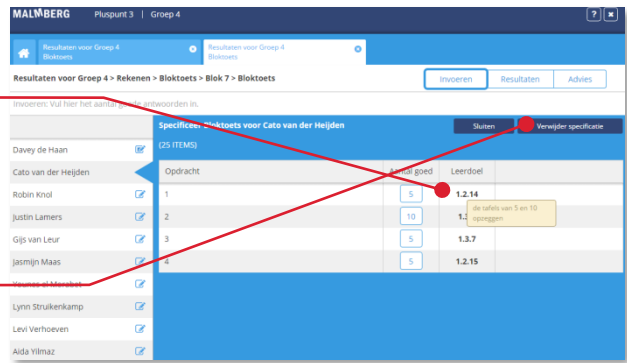 MALMBERG Pluspunt 3 | Groep 4
? ×
Resultaten voor Groep 4
Bloktoets
Resultaten voor Groep 4
Bloktoets
Resultaten voor Groep 4 > Rekenen > Bloktoets > Blok 7 > Bloktoets
Invoeren Resultaten Advies
Invoeren: Vul hier het aantal goede antwoorden in.
Specificeer Bloktoets voor Cato van der Heijden
Sluiten Verwijder specificatie
(25 ITEMS)
Opdracht Aantal goed Leerdoel
1 5 1.2.14
de tafels van 5 en 10
opzeggen
2 10
3 5 1.3.7
4 5 1.2.15
Davey de Haan
Cato van der Heijden
Robin Knol
Justin Lamers
Gijs van Leur
Jasmijn Maas
Younes el Morabet
Lynn Struikenkamp
Levi Verhoeven
Aida Yilmaz